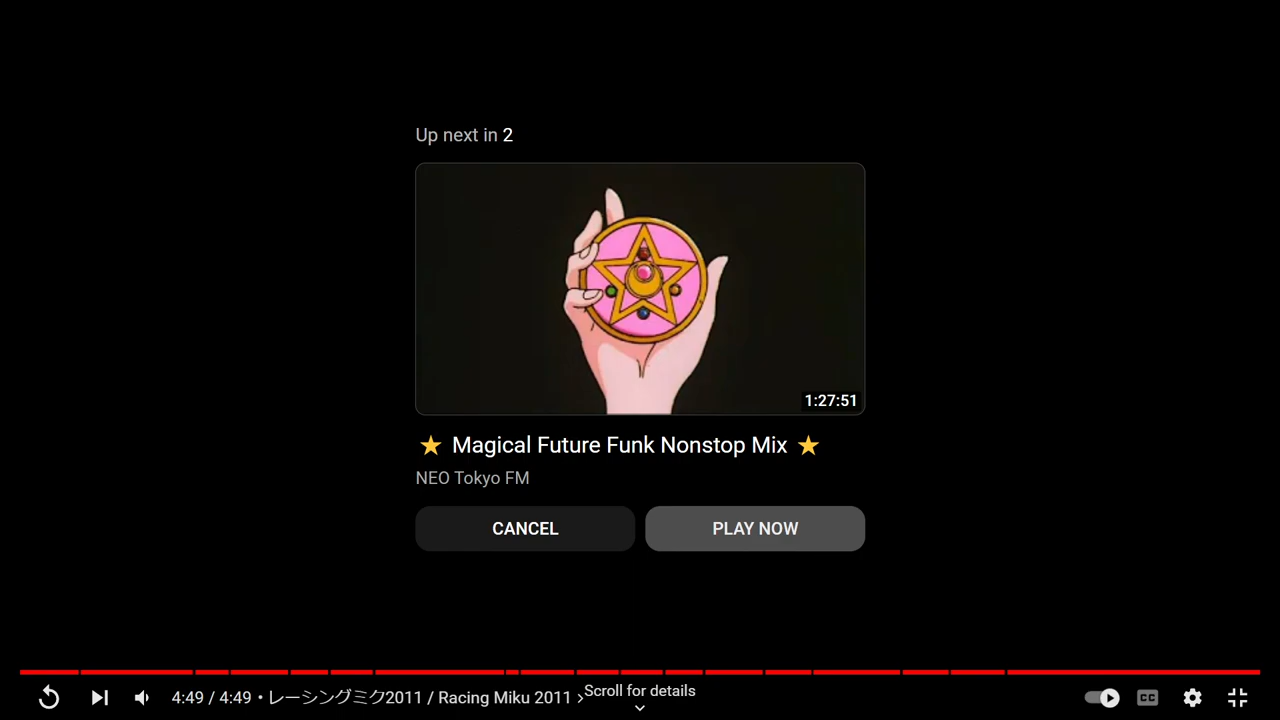 Up next in 2
1:27:51
⭐ Magical Future Funk Nonstop Mix ⭐
NEO Tokyo FM
CANCEL
PLAY NOW
4:49 / 4:49 • レーシングミク2011 / Racing Miku 2011 ›
Scroll for details
CC